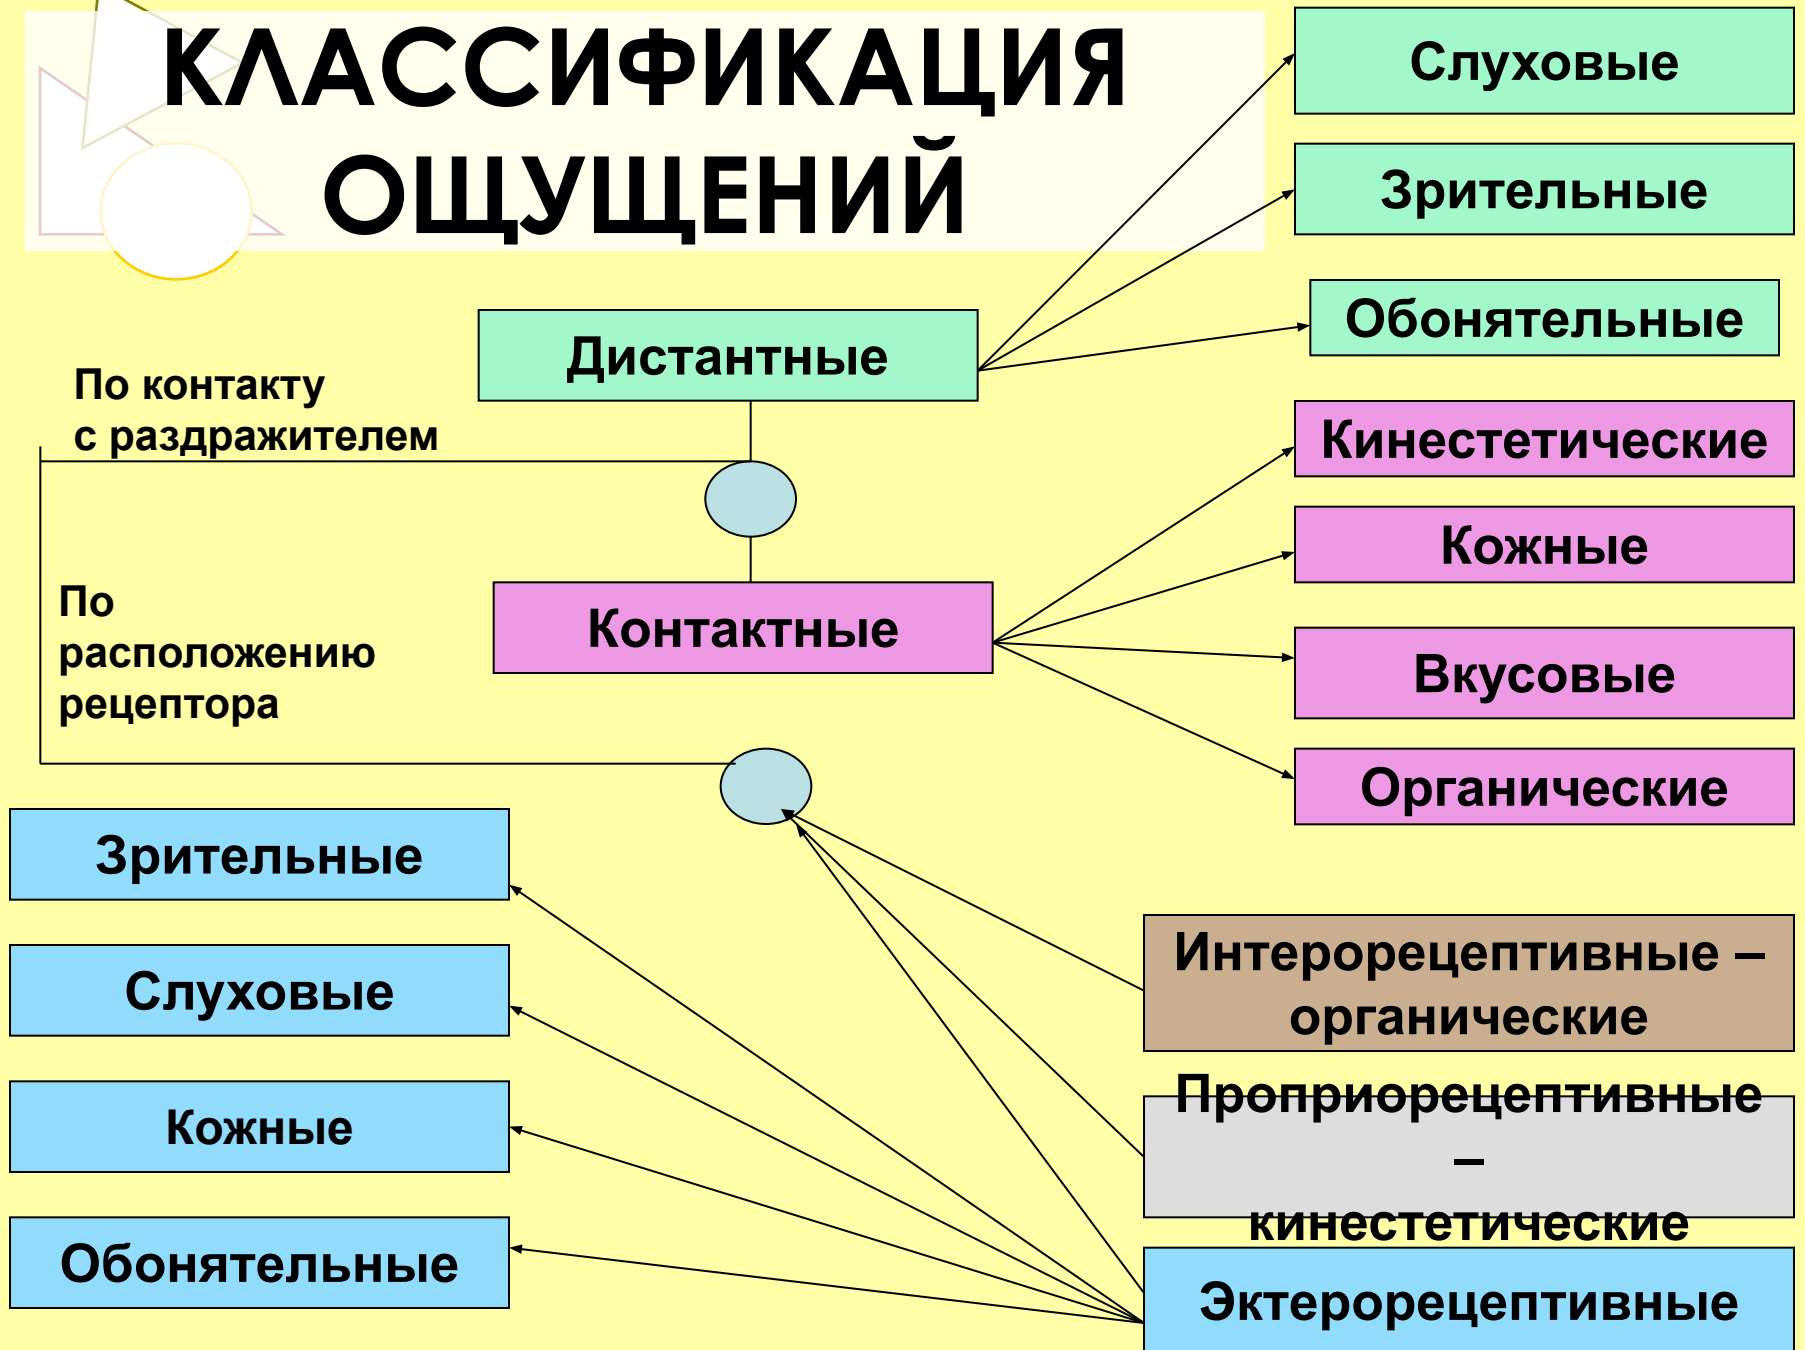 КЛАССИФИКАЦИЯ
ОЩУЩЕНИЙ
Слуховые
Зрительные
Обонятельные
Дистантные
По контакту
с раздражителем
Кинестетические
Кожные
Контактные
Вкусовые
Органические
По
расположению
рецептора
Зрительные
Слуховые
Кожные
Обонятельные
Интерорецептивные –
органические
Проприорецептивные
–
кинестетические
Эктерорецептивные